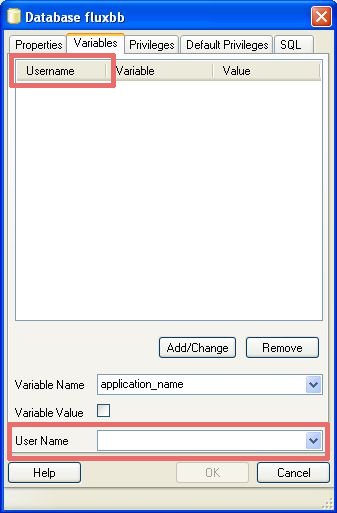 Database fluxbb
Properties Variables Privileges Default Privileges SQL
Username Variable Value
Add/Change Remove
Variable Name application_name
Variable Value
User Name
Help OK Cancel